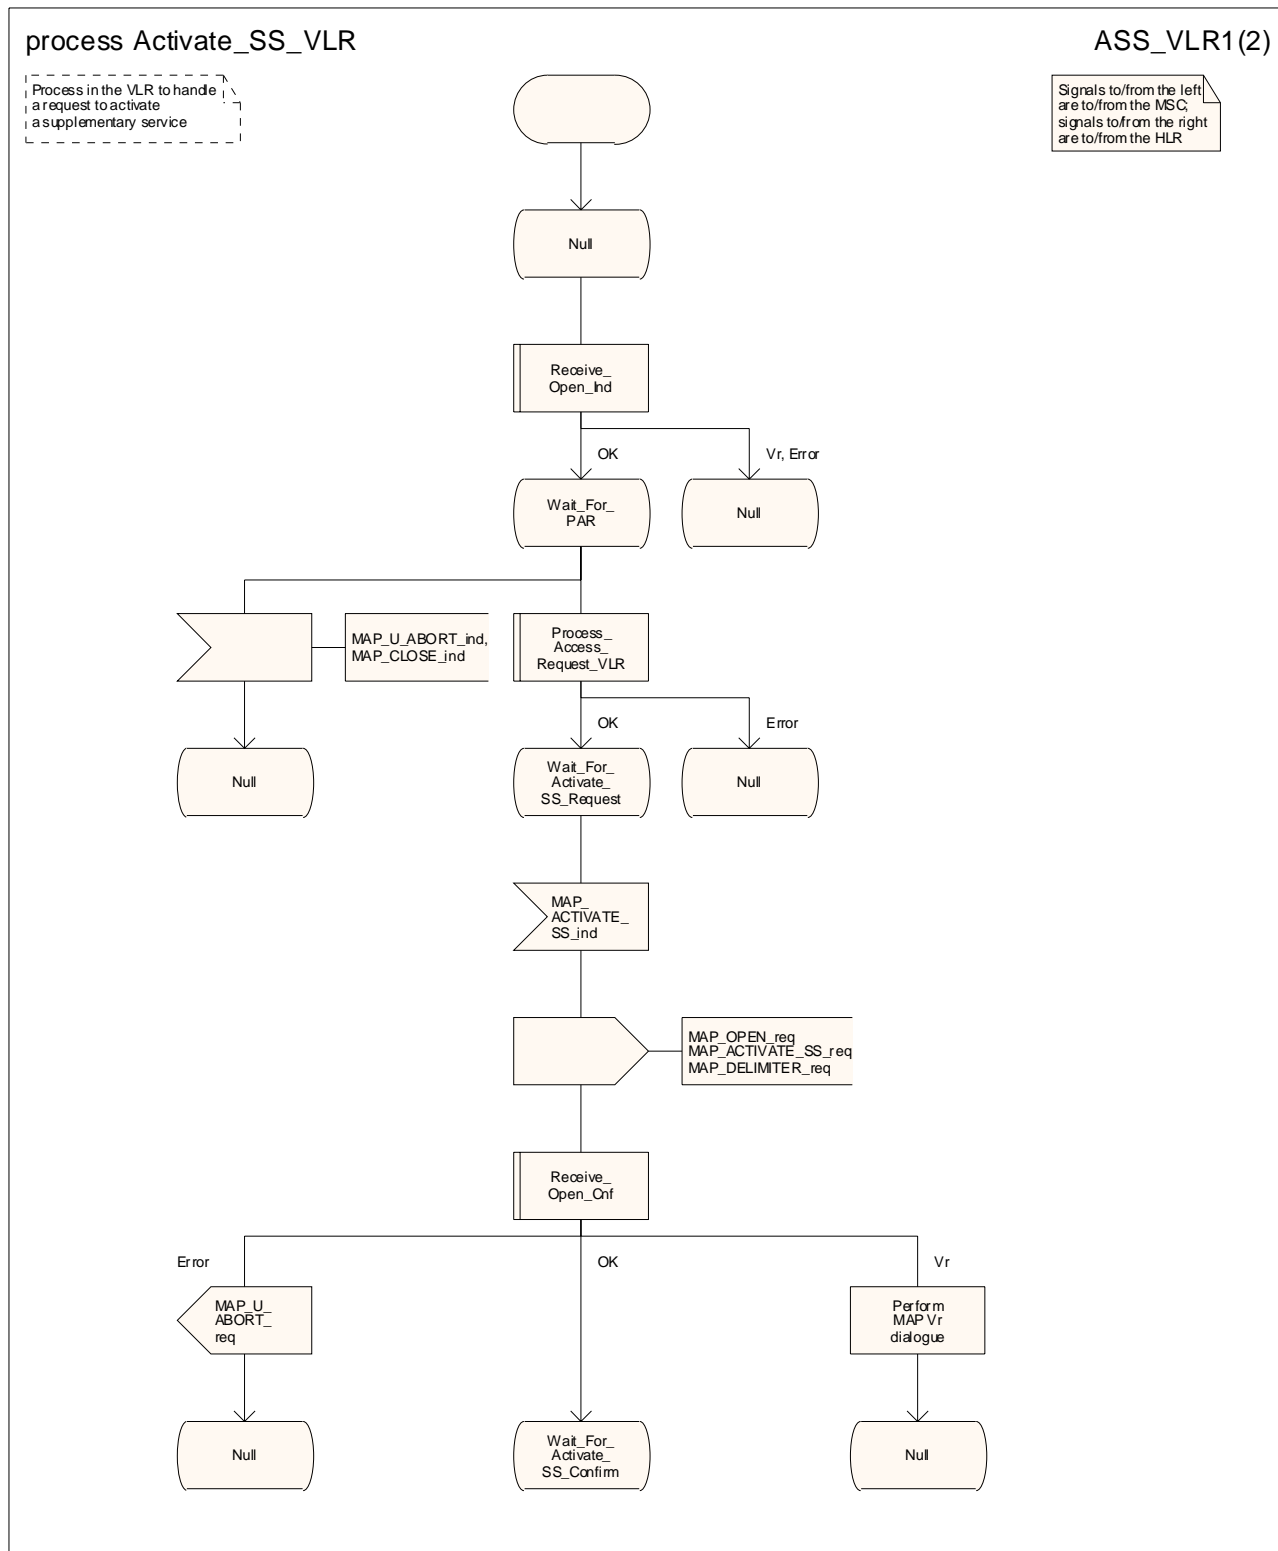 process Activate_SS_VLR
ASS_VLR1(2)
Process in the VLR to handle
a request to activate
a supplementary service
Signals to/from the left
are to/from the MSC;
signals to/from the right
are to/from the HLR
Null
Receive_
Open_Ind
OK
Vr, Error
Wait_For_
PAR
Null
MAP_U_ABORT_ind,
MAP_CLOSE_ind
Process_
Access_
Request_VLR
OK
Error
Null
Wait_For_
Activate_
SS_Request
Null
MAP_
ACTIVATE_
SS_ind
MAP_OPEN_req
MAP_ACTIVATE_SS_req
MAP_DELIMITER_req
Receive_
Open_Cnf
Error
OK
Vr
MAP_U_
ABORT_
req
Perform
MAP Vr
dialogue
Null
Wait_For_
Activate_
SS_Confirm
Null